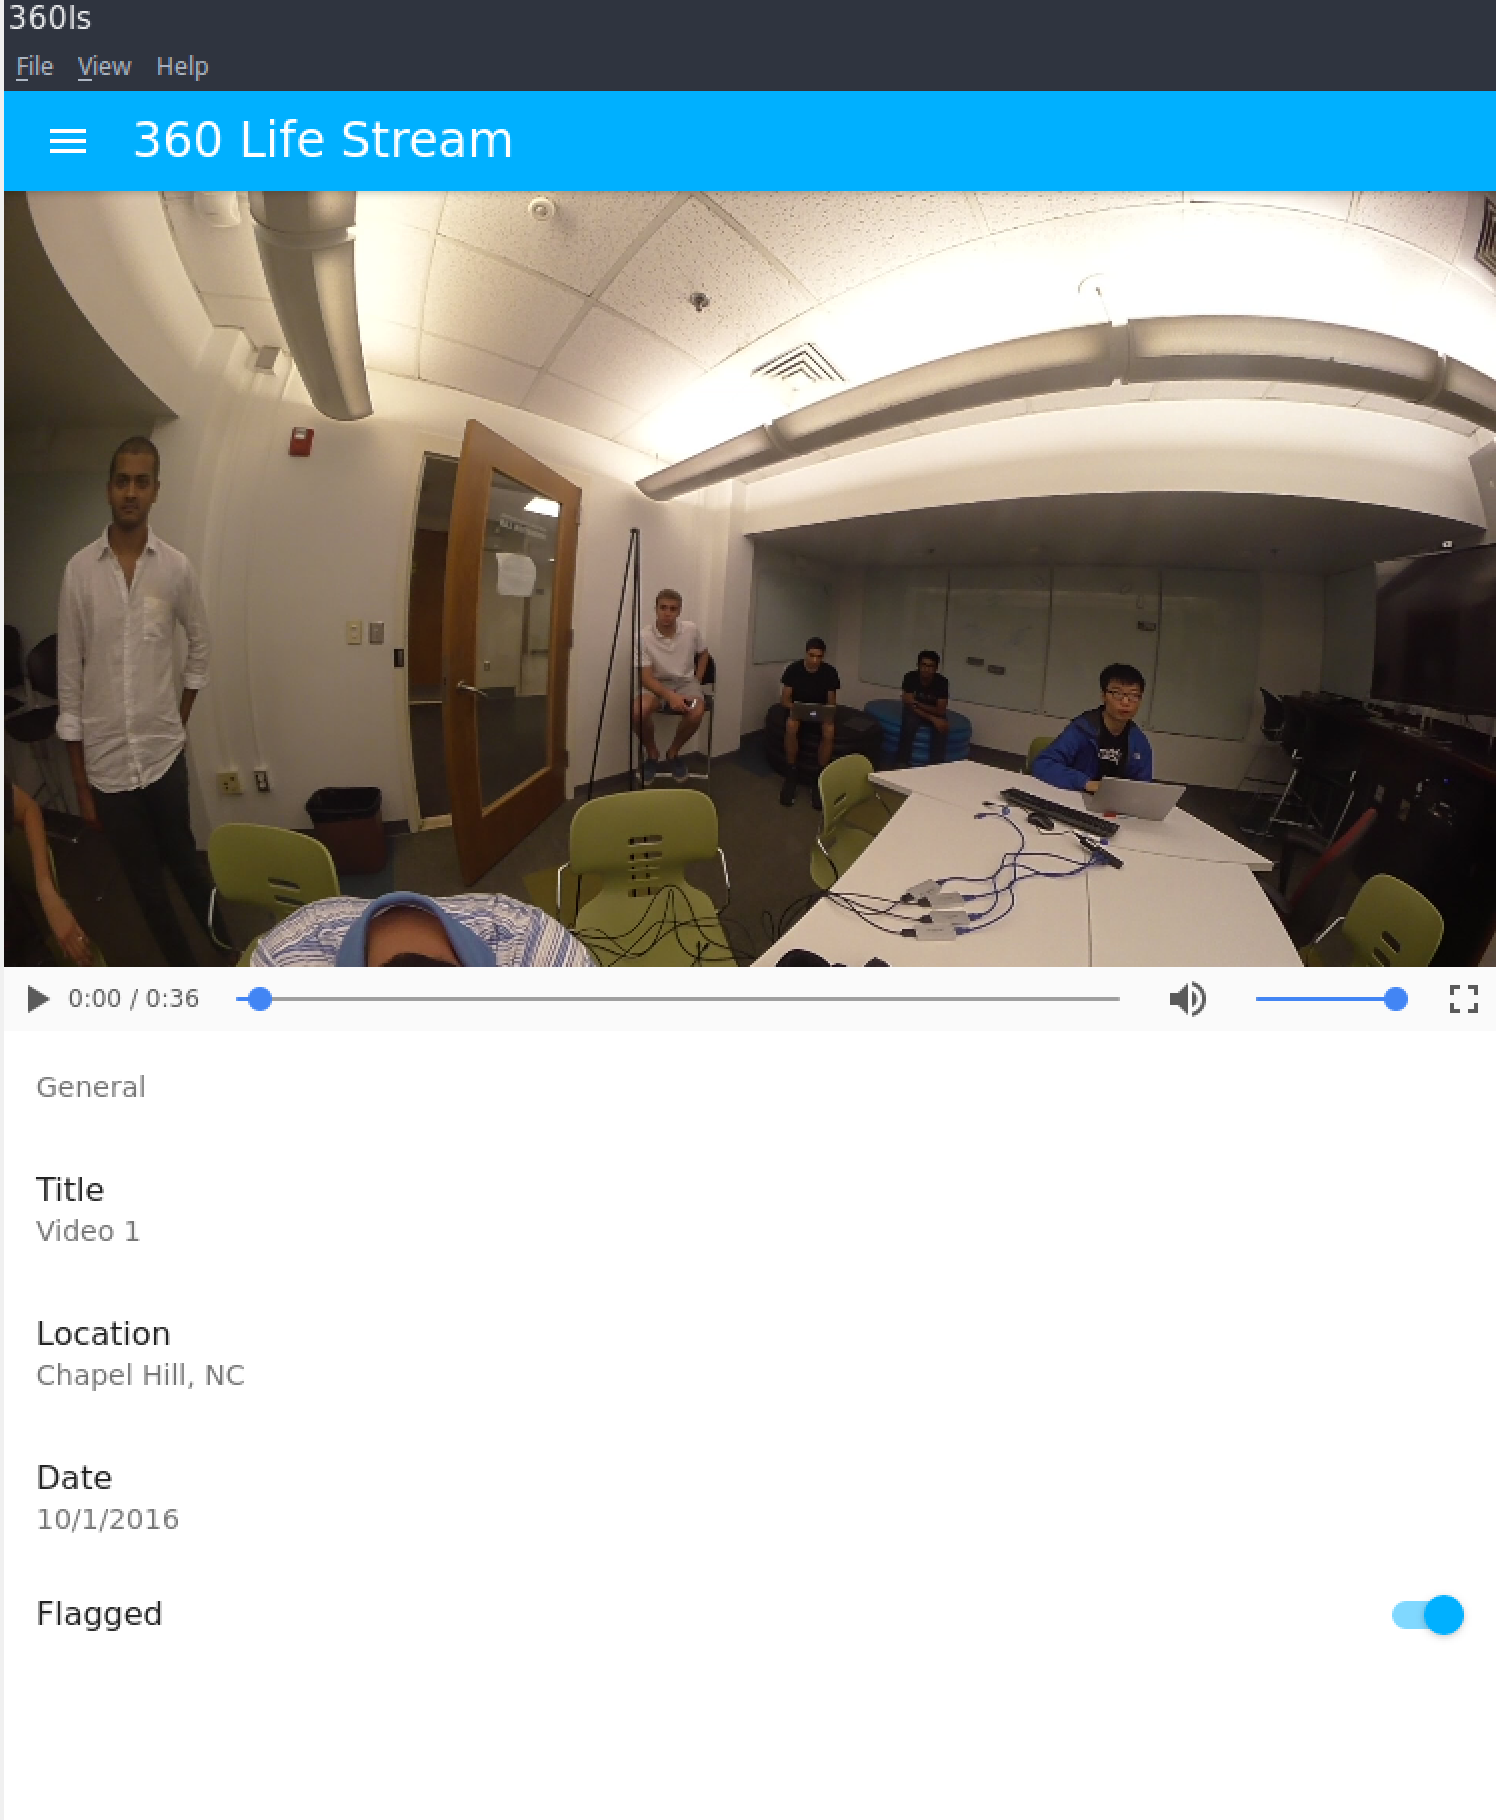 360ls
File View Help
360 Life Stream
0:00 / 0:36
General
Title
Video 1
Location
Chapel Hill, NC
Date
10/1/2016
Flagged